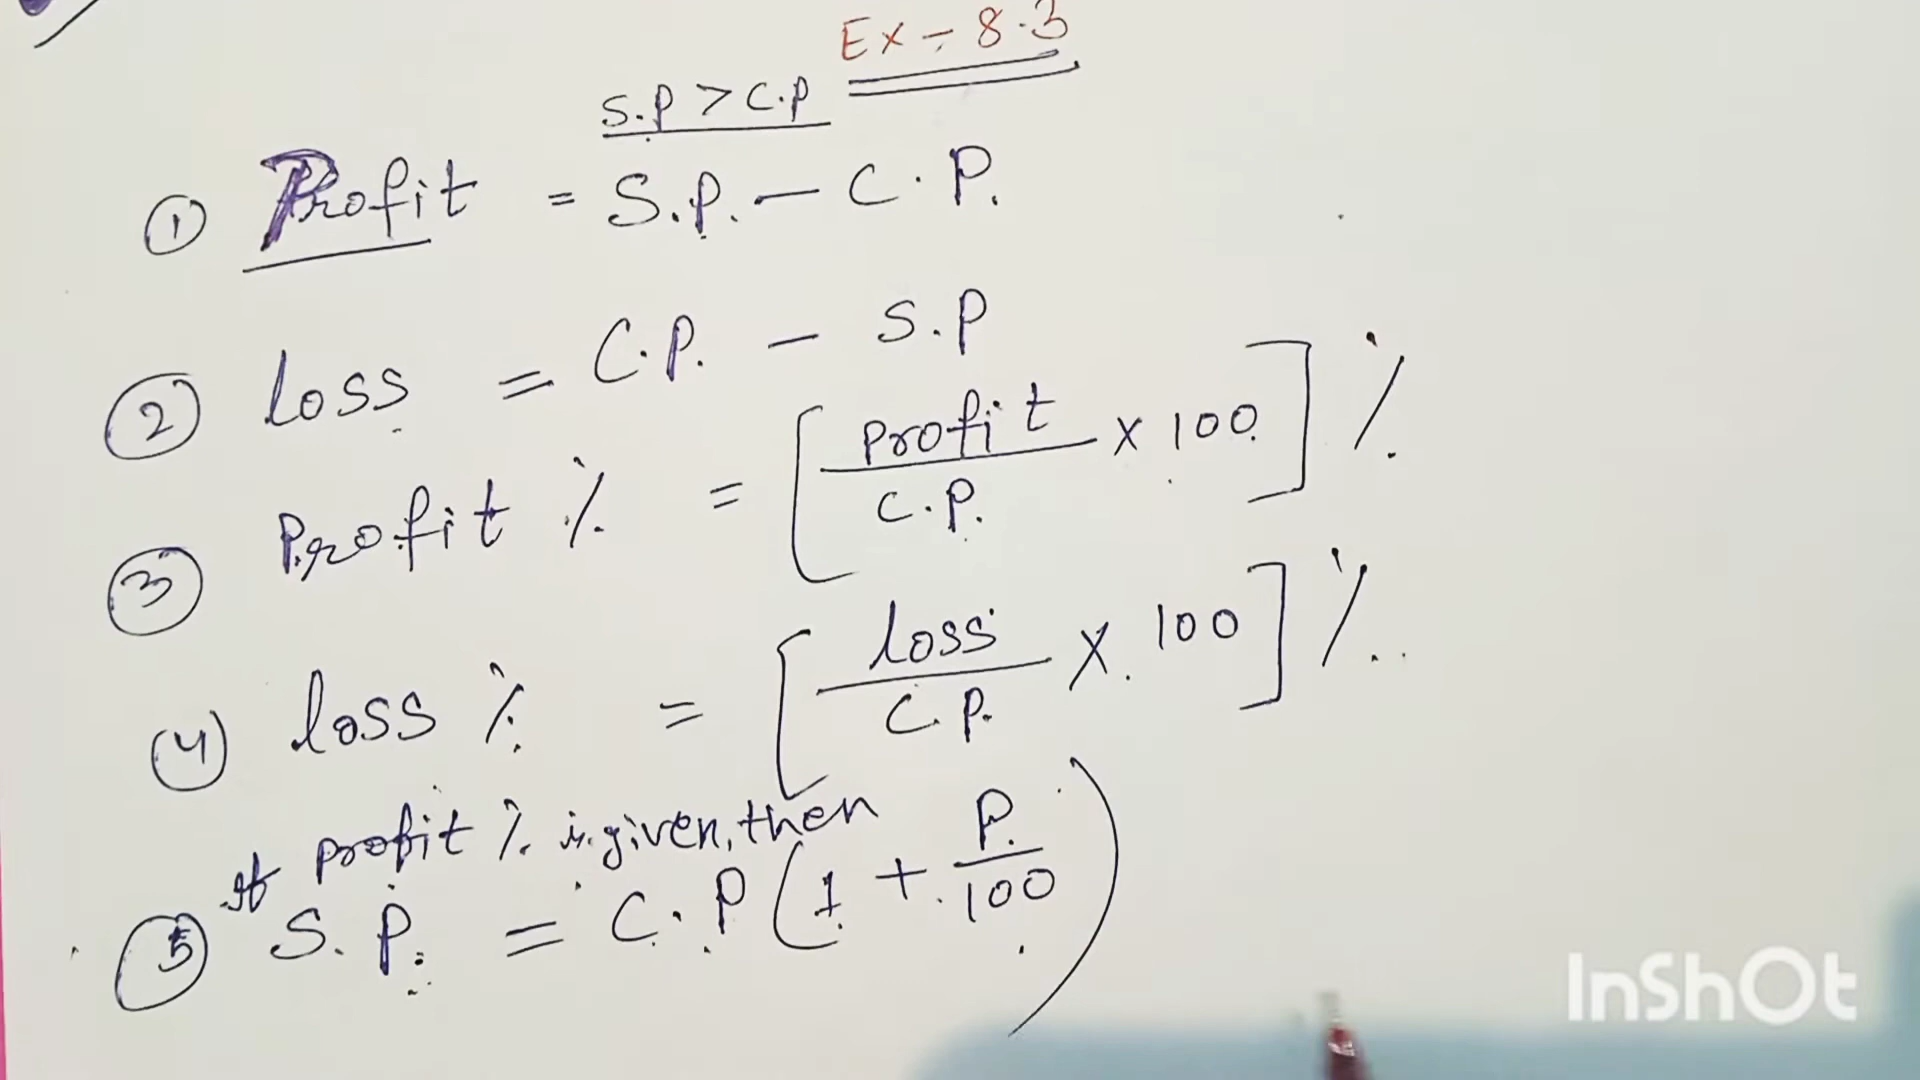 Ex - 8.3
S.P > C.P
① Profit = S.P. - C.P.
② loss = C.P. - S.P
③ Profit % = [Profit/C.P. × 100] %
(4) loss % = [loss/C.P. × 100] %
If profit % is given, then
⑤ S.P. = C.P (1 + P/100)
InShOt